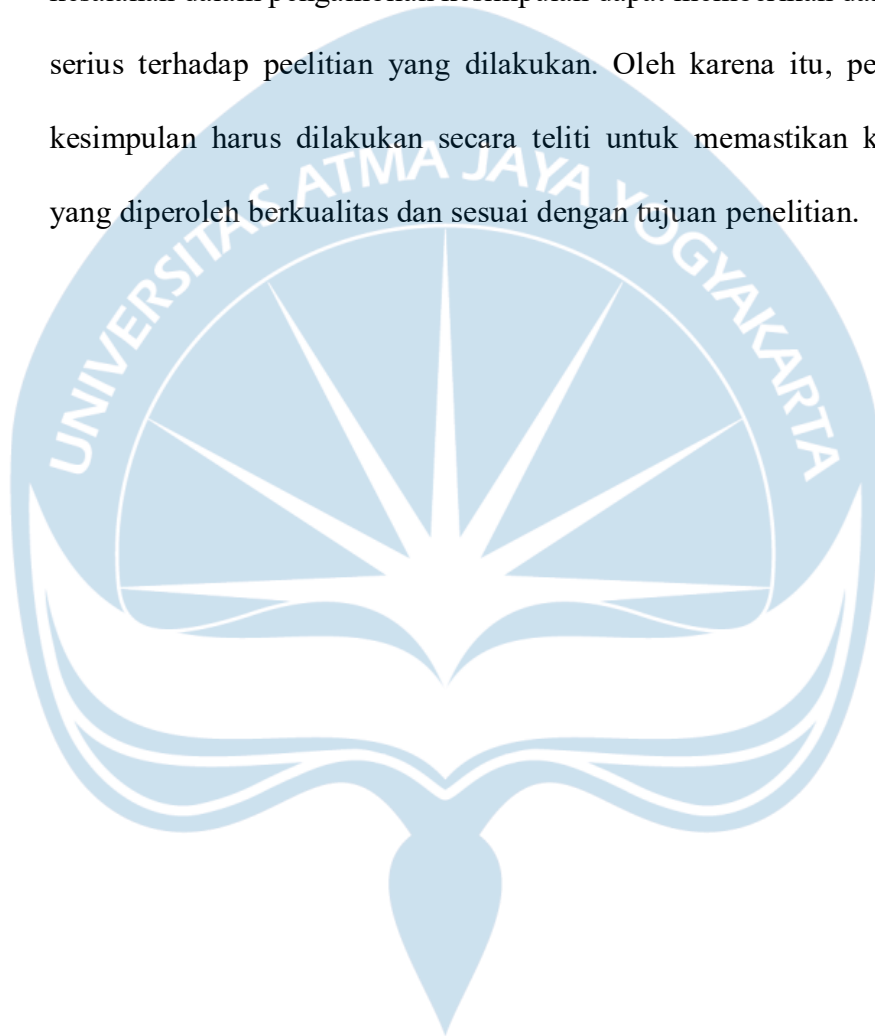 serius terhadap peelitian yang dilakukan. Oleh karena itu,
kesimpulan harus dilakukan secara teliti untuk memastikan
yang diperoleh berkualitas dan sesuai dengan tujuan penelitian.
UNIVERSITAS ATMA JAYA YOGYAKARTA